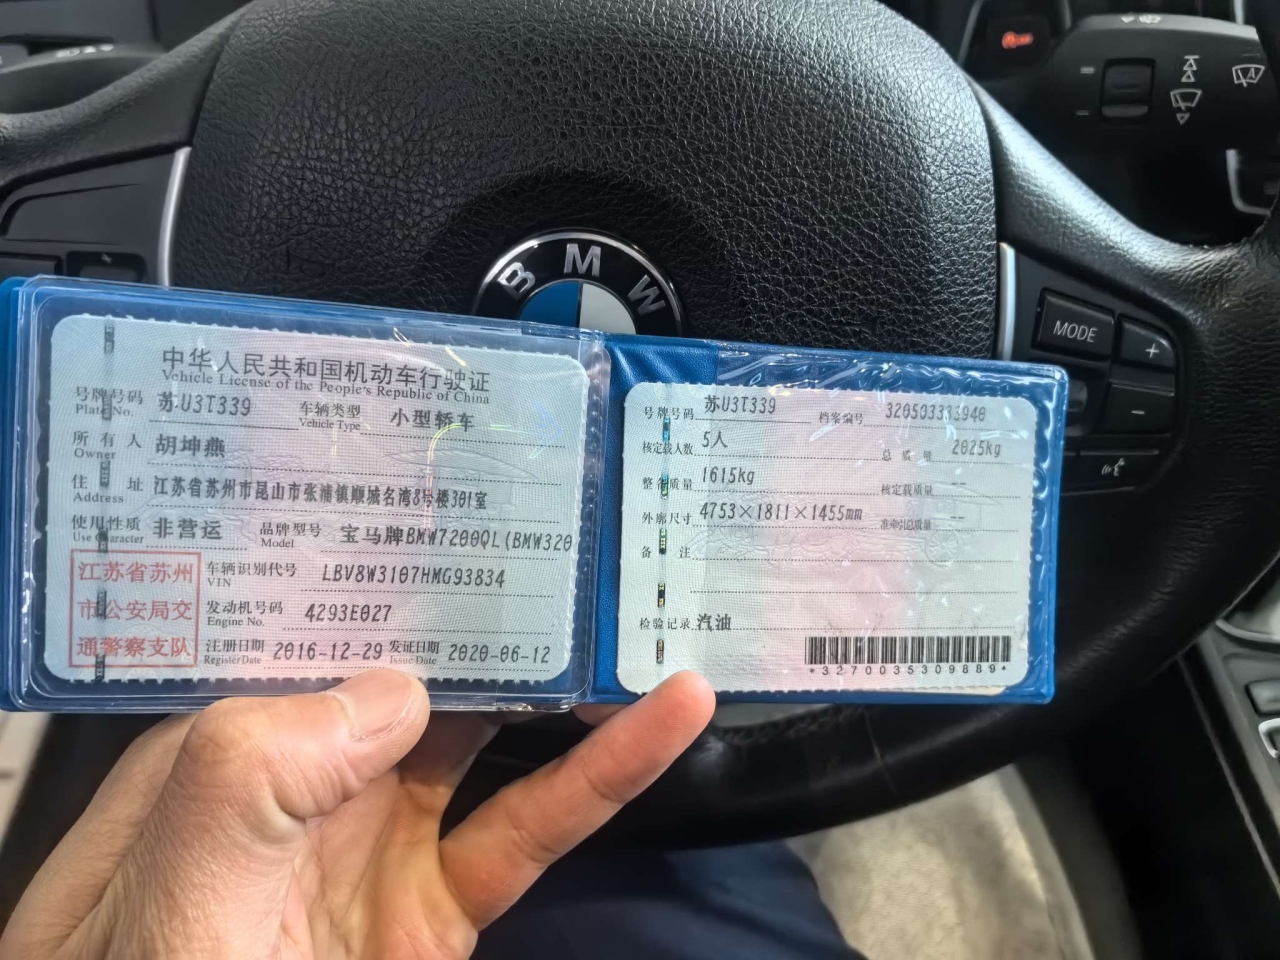 BMW
MODE
+
−
中华人民共和国机动车行驶证
Vehicle License of the People's Republic of China
号牌号码 苏U3T339 车辆类型 小型轿车
Plate No. Vehicle Type
所有人 胡坤燕
Owner
住址 江苏省苏州市昆山市张浦镇顺城名湾8号楼301室
Address
使用性质 非营运 品牌型号 宝马牌BMW7200QL(BMW320
Use Character Model
江苏省苏州
市公安局交
通警察支队
车辆识别代号 LBV8W3107HMG93834
VIN
发动机号码 4293E027
Engine No.
注册日期 2016-12-29 发证日期 2020-06-12
Register Date Issue Date
号牌号码 苏U3T339 档案编号 320503333940
核定载人数 5人 总质量 2025kg
整备质量 1615kg 核定载质量 --
外廓尺寸 4753×1811×1455mm 准牵引总质量 --
备注
检验记录 汽油
*3270035309889*